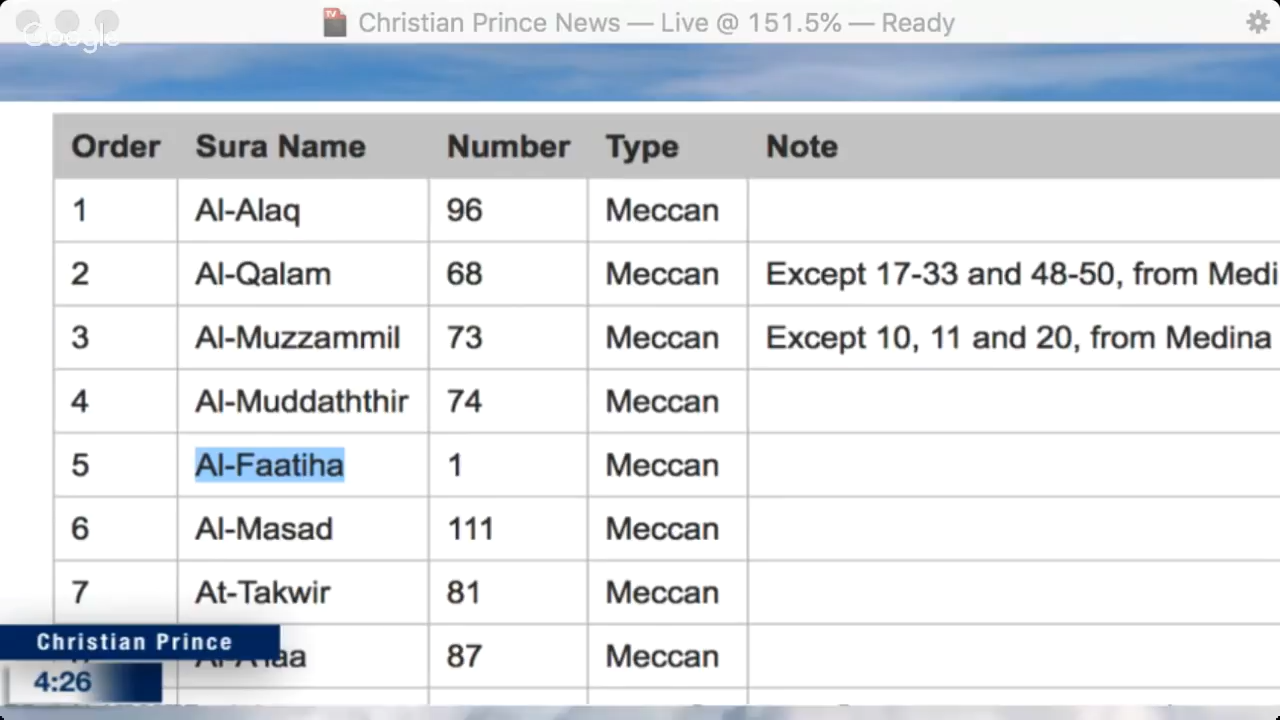 Christian Prince News — Live @ 151.5% — Ready
Google
Order Sura Name Number Type Note
1 Al-Alaq 96 Meccan
2 Al-Qalam 68 Meccan Except 17-33 and 48-50, from Medi
3 Al-Muzzammil 73 Meccan Except 10, 11 and 20, from Medina
4 Al-Muddaththir 74 Meccan
5 Al-Faatiha 1 Meccan
6 Al-Masad 111 Meccan
7 At-Takwir 81 Meccan
87 Meccan
Christian Prince
4:26